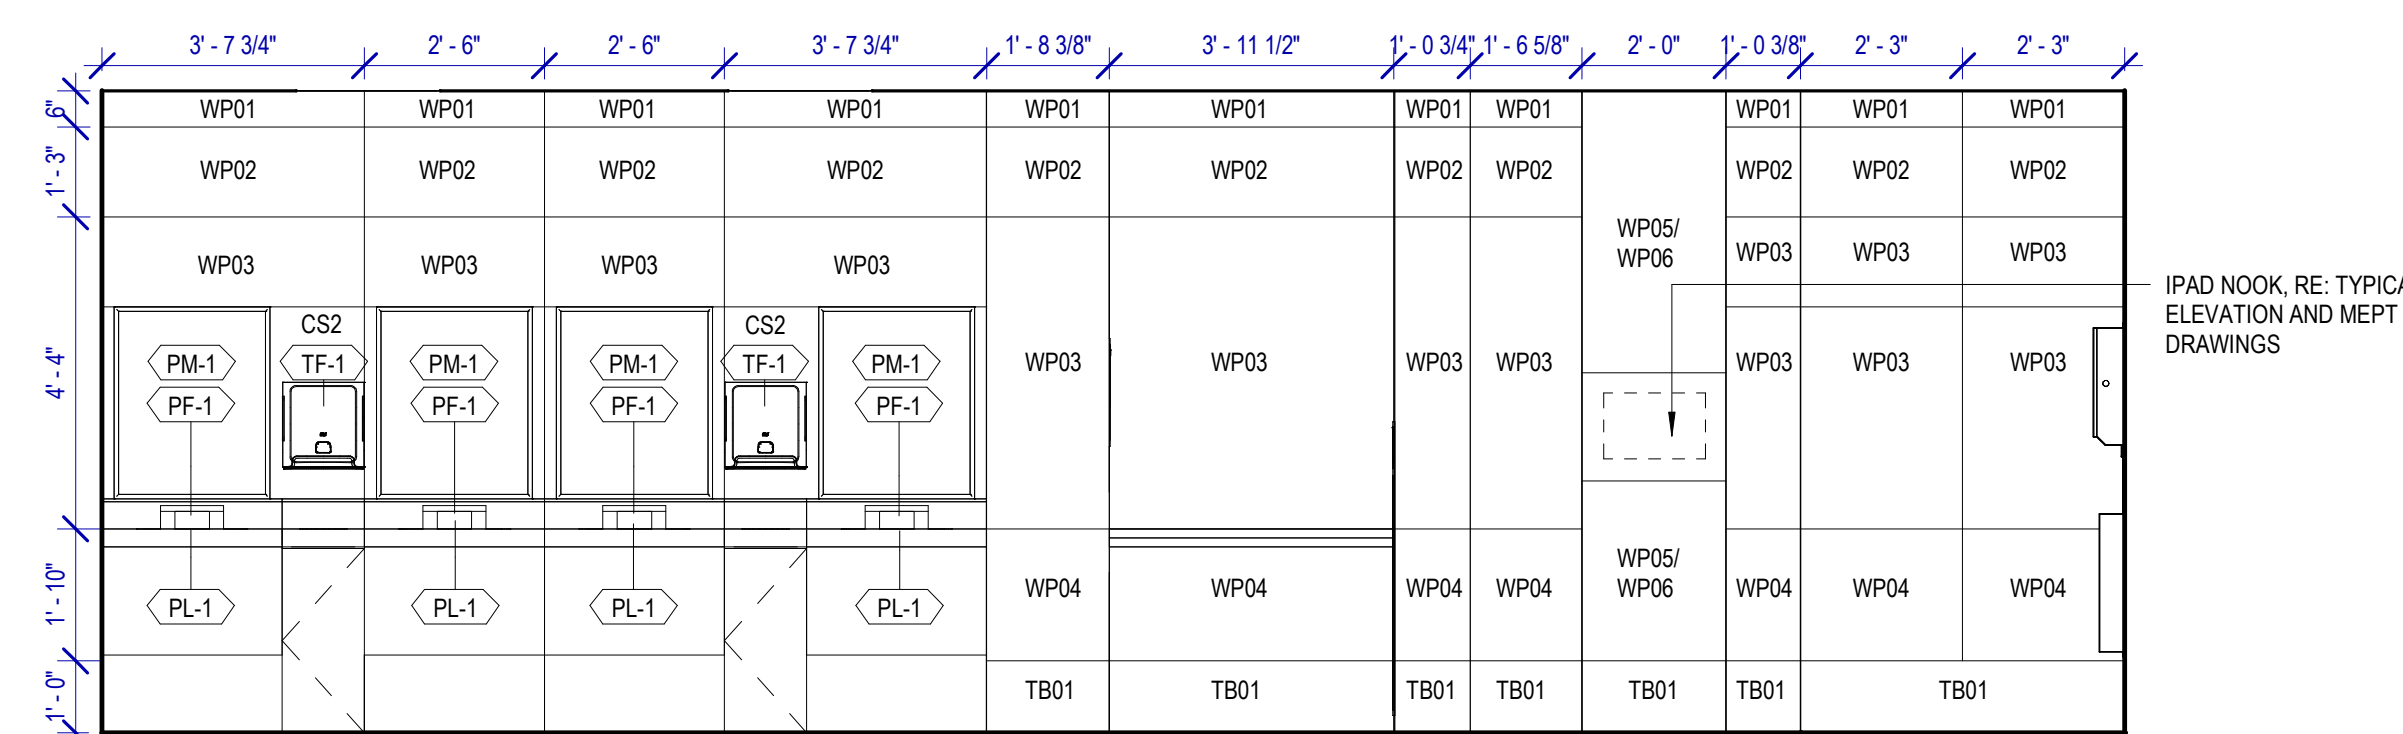 3' - 7 3/4" 2' - 6" 2' - 6" 3' - 7 3/4" 1' - 8 3/8" 3' - 11 1/2" 1' - 0 3/4" 1' - 6 5/8" 2' - 0" 1' - 0 3/8" 2' - 3" 2' - 3"
6" WP01 WP01 WP01 WP01 WP01 WP01 WP01 WP01 WP01 WP01 WP01
1' - 3" WP02 WP02 WP02 WP02 WP02 WP02 WP02 WP02 WP02 WP02 WP02
WP05/
WP06
WP03 WP03 WP03 WP03 WP03 WP03 WP03
IPAD NOOK, RE: TYPICA
ELEVATION AND MEPT
DRAWINGS
CS2 CS2
4' - 4" PM-1 TF-1 PM-1 PM-1 TF-1 PM-1 WP03 WP03 WP03 WP03 WP03 WP03 WP03
PF-1 PF-1 PF-1 PF-1
WP05/
WP06
1' - 10" PL-1 PL-1 PL-1 PL-1 WP04 WP04 WP04 WP04 WP04 WP04 WP04
1' - 0" TB01 TB01 TB01 TB01 TB01 TB01 TB01